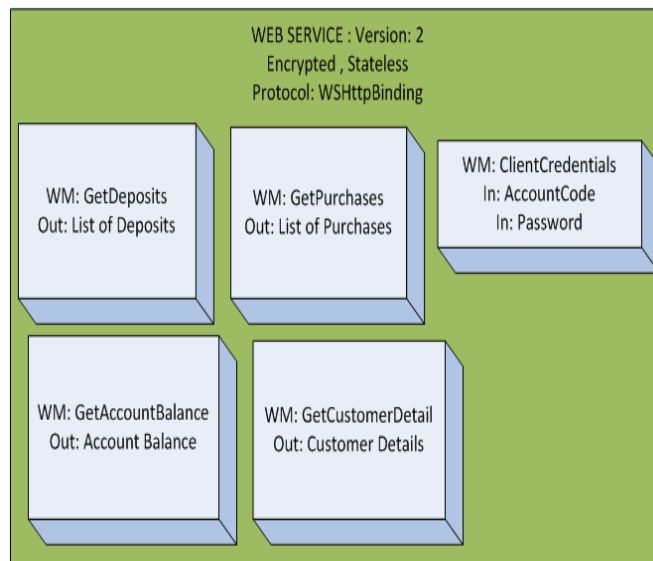 WEB SERVICE : Version: 2
Encrypted , Stateless
Protocol: WSHttpBinding
WM: GetDeposits
Out: List of Deposits
WM: GetPurchases
Out: List of Purchases
WM: ClientCredentials
In: AccountCode
In: Password
WM: GetAccountBalance
Out: Account Balance
WM: GetCustomerDetail
Out: Customer Details